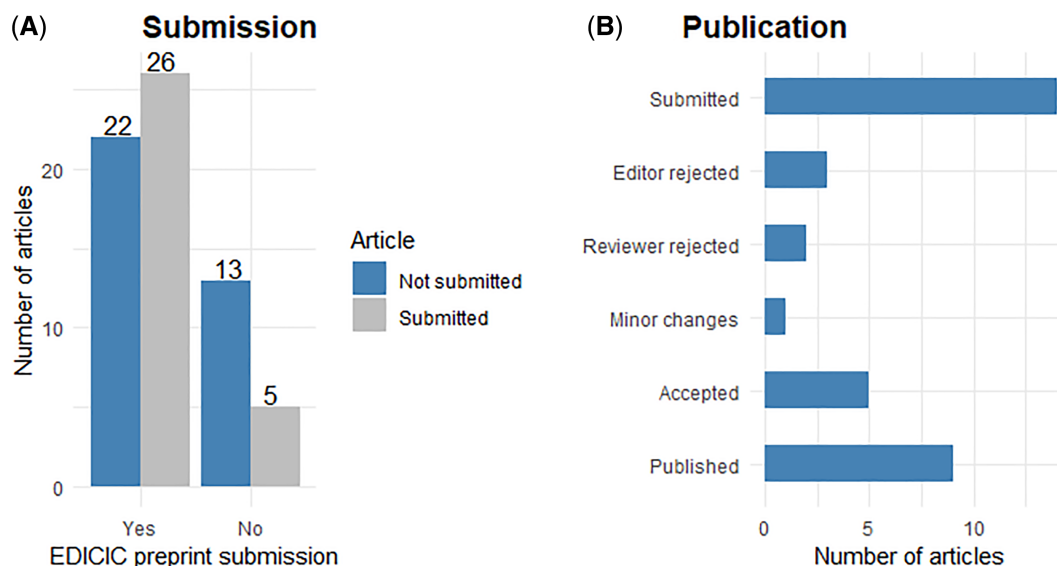 (A) Submission
26
22
13
5
20
10
0
Number of articles
Yes No
EDICIC preprint submission
Article
Not submitted
Submitted
(B) Publication
Submitted
Editor rejected
Reviewer rejected
Minor changes
Accepted
Published
0 5 10
Number of articles